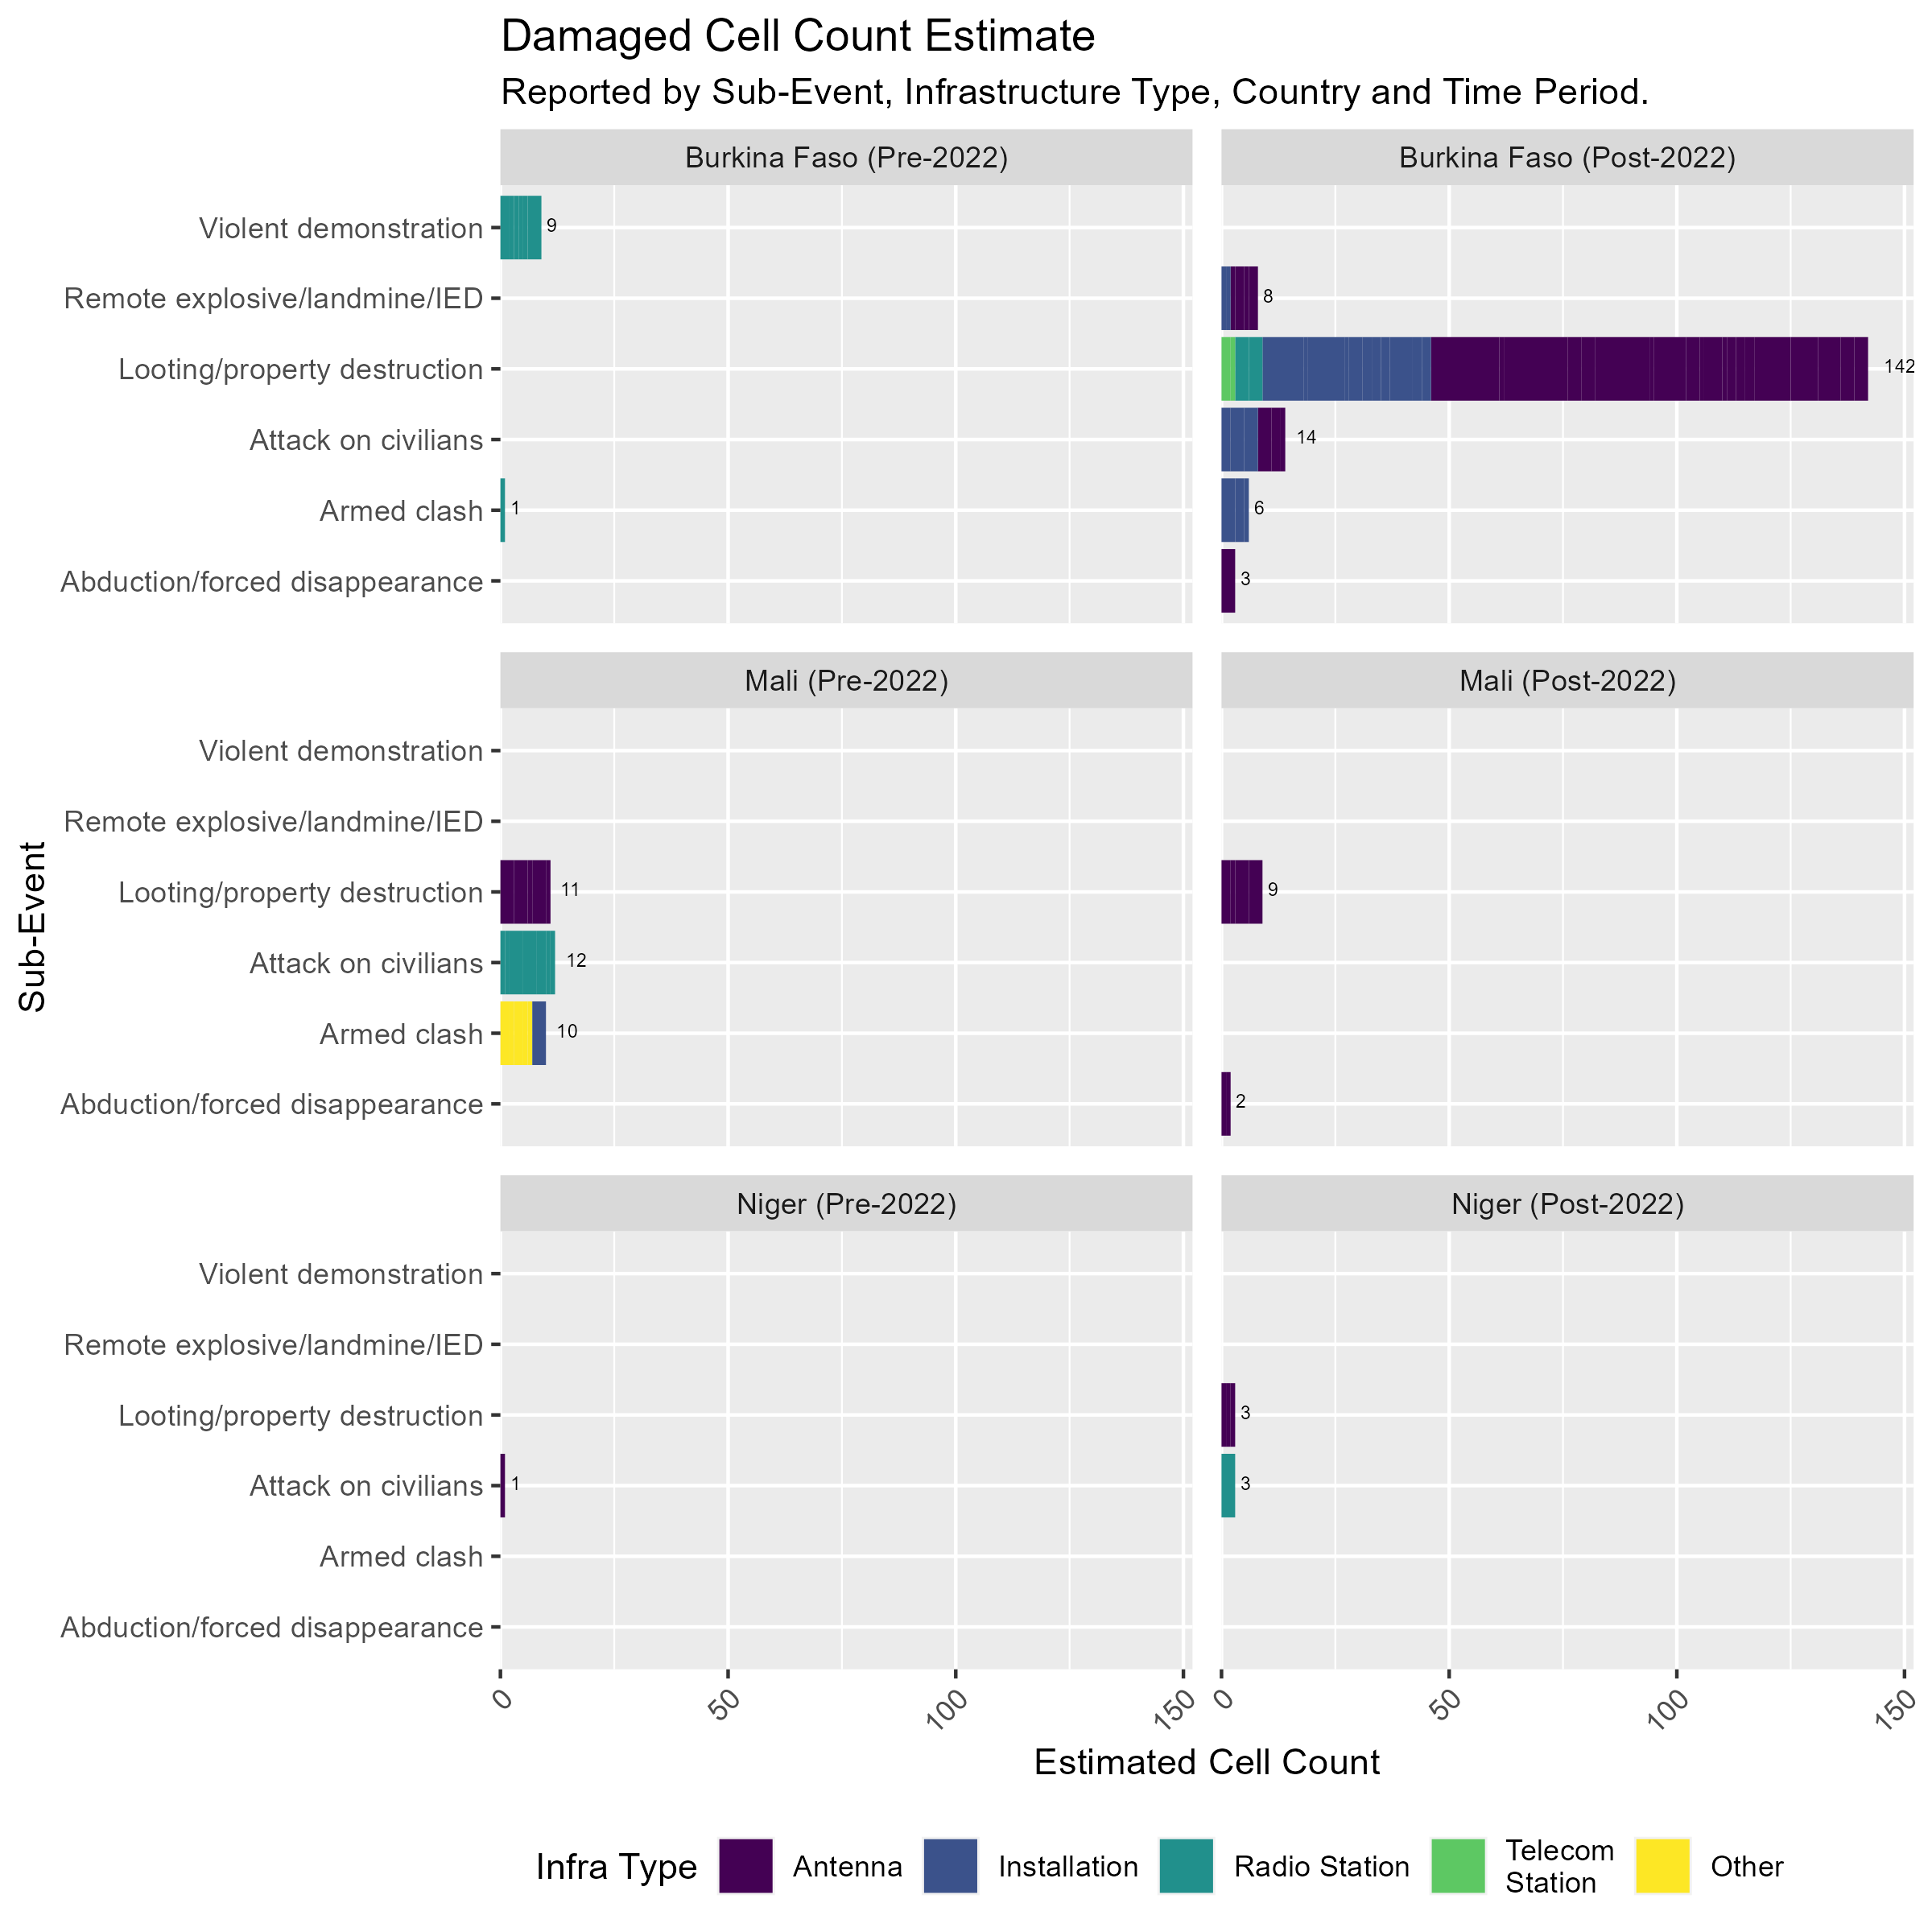 Damaged Cell Count Estimate
Reported by Sub-Event, Infrastructure Type, Country and Time Period.
Burkina Faso (Pre-2022)
Burkina Faso (Post-2022)
Violent demonstration
9
Remote explosive/landmine/IED
8
Looting/property destruction
142
Attack on civilians
14
Armed clash
1
6
Abduction/forced disappearance
3
Mali (Pre-2022)
Mali (Post-2022)
Sub-Event
Violent demonstration
Remote explosive/landmine/IED
Looting/property destruction
11
9
Attack on civilians
12
Armed clash
10
Abduction/forced disappearance
2
Niger (Pre-2022)
Niger (Post-2022)
Violent demonstration
Remote explosive/landmine/IED
Looting/property destruction
3
Attack on civilians
1
3
Armed clash
Abduction/forced disappearance
0
50
100
150
0
50
100
150
Estimated Cell Count
Infra Type
Antenna
Installation
Radio Station
Telecom
Station
Other